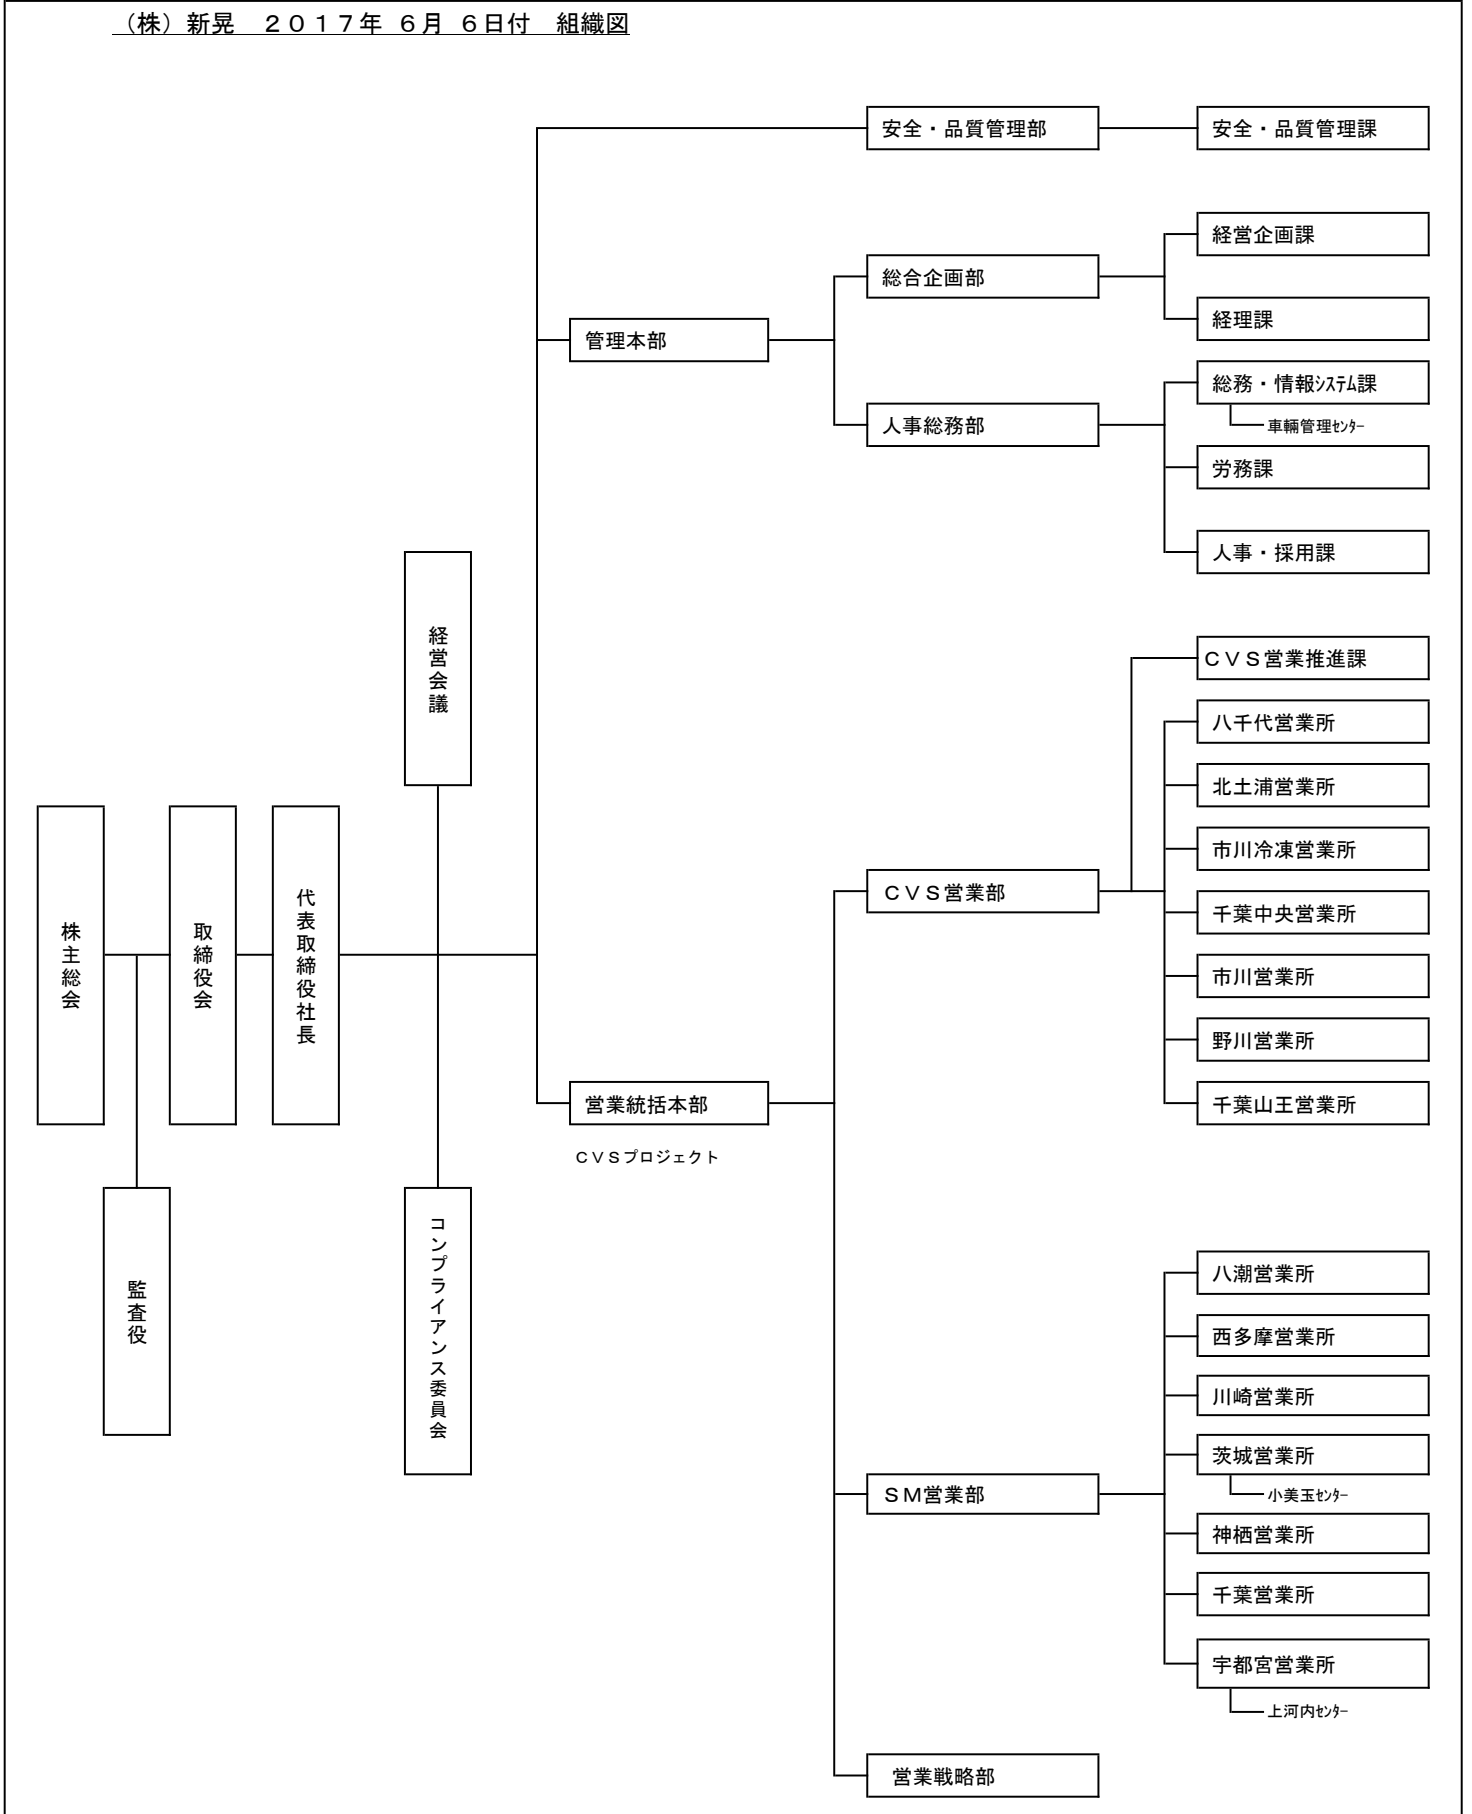 （株）新晃　２０１７年 ６月 ６日付　組織図
安全・品質管理部
安全・品質管理課
経営企画課
総合企画部
経理課
管理本部
総務・情報ｼｽﾃﾑ課
人事総務部
車輛管理ｾﾝﾀｰ
労務課
人事・採用課
経営会議
ＣＶＳ営業推進課
八千代営業所
北土浦営業所
市川冷凍営業所
ＣＶＳ営業部
千葉中央営業所
株主総会
取締役会
代表取締役社長
市川営業所
野川営業所
営業統括本部
千葉山王営業所
ＣＶＳプロジェクト
監査役
コンプライアンス委員会
八潮営業所
西多摩営業所
川崎営業所
茨城営業所
ＳＭ営業部
小美玉ｾﾝﾀｰ
神栖営業所
千葉営業所
宇都宮営業所
上河内ｾﾝﾀｰ
営業戦略部